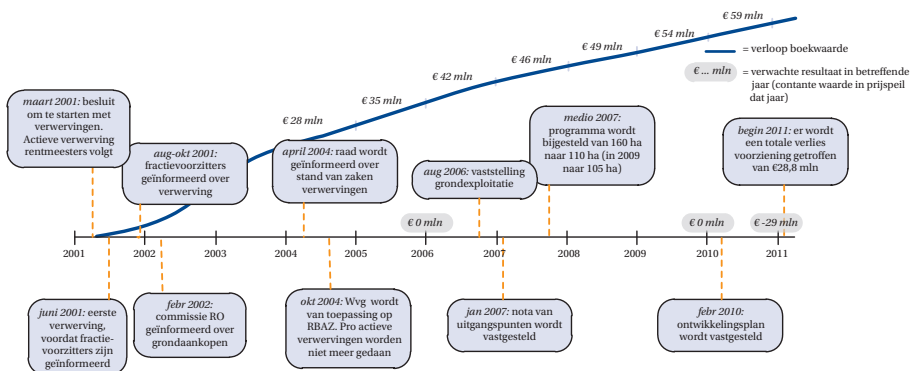 € 59 mln
€ 54 mln
€ 49 mln
€ 46 mln
€ 42 mln
€ 35 mln
€ 28 mln
= verloop boekwaarde
€ ... mln
= verwachte resultaat in betreffende
jaar (contante waarde in prijspeil
dat jaar)
maart 2001: besluit
om te starten met
verwervingen.
Actieve verwerving
rentmeesters volgt
aug-okt 2001:
fractievoorzitters
geïnformeerd over
verwerving
april 2004: raad wordt
geïnformeerd over
stand van zaken
verwervingen
aug 2006: vaststelling
grondexploitatie
medio 2007:
programma wordt
bijgesteld van 160 ha
naar 110 ha (in 2009
naar 105 ha)
begin 2011: er wordt
een totale verlies
voorziening getroffen
van €28,8 mln
€ 0 mln
€ 0 mln
€ -29 mln
2001
2002
2003
2004
2005
2006
2007
2008
2009
2010
2011
juni 2001: eerste
verwerving,
voordat fractie-
voorzitters zijn
geïnformeerd
febr 2002:
commissie RO
geïnformeerd over
grondaankopen
okt 2004: Wvg wordt
van toepassing op
RBAZ. Pro actieve
verwervingen worden
niet meer gedaan
jan 2007: nota van
uitgangspunten wordt
vastgesteld
febr 2010:
ontwikkelingsplan
wordt vastgesteld